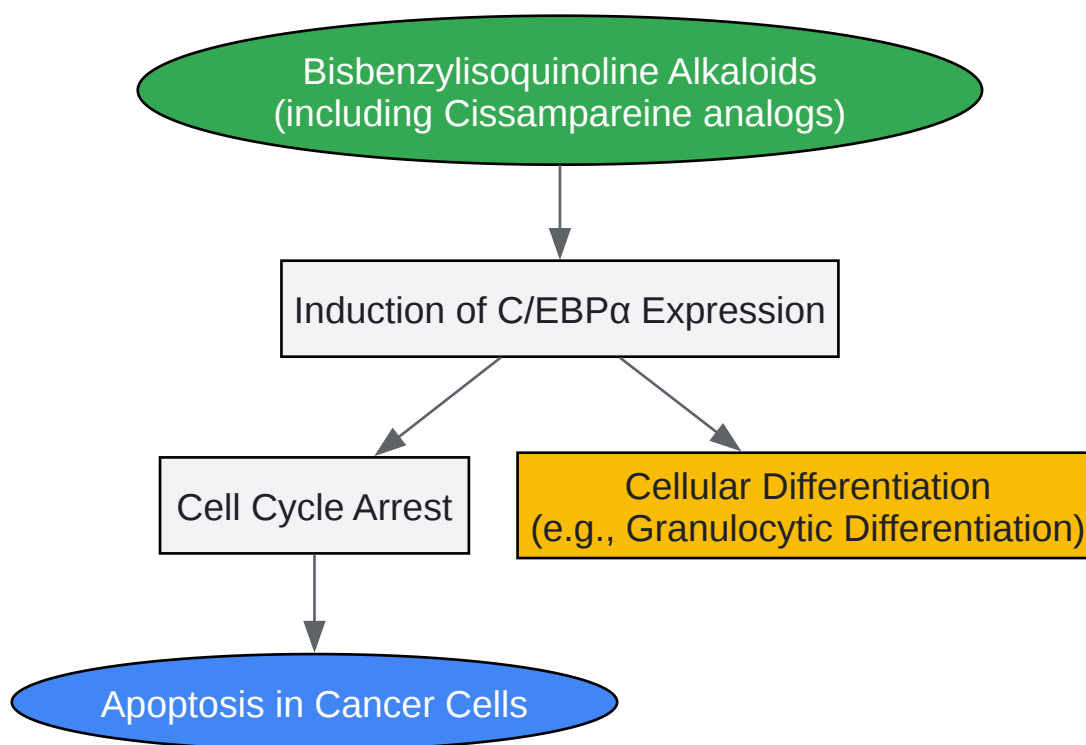 Bisbenzylisoquinoline Alkaloids
(including Cissampareine analogs)
Induction of C/EBPα Expression
Cell Cycle Arrest
Cellular Differentiation
(e.g., Granulocytic Differentiation)
Apoptosis in Cancer Cells